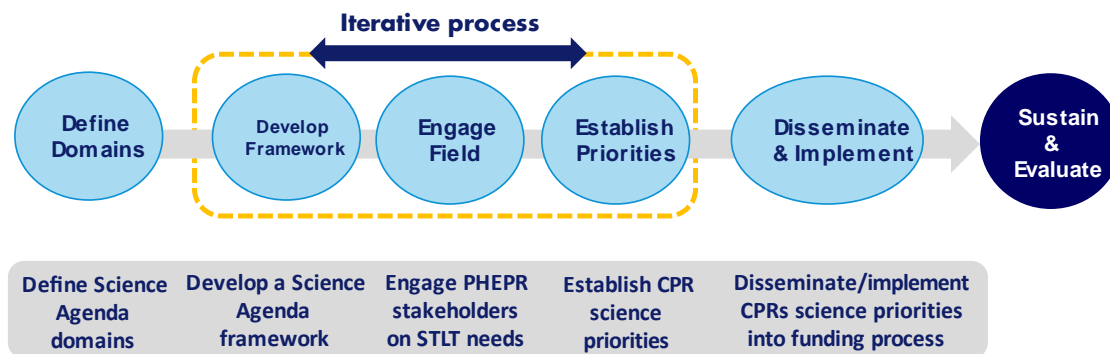 Iterative process
Define
Domains
Develop
Framework
Engage
Field
Establish
Priorities
Disseminate
& Implement
Sustain
&
Evaluate
Define Science
Agenda
domains
Develop a Science
Agenda
framework
Engage PHEPR
stakeholders
on STLT needs
Establish CPR
science
priorities
Disseminate/implement
CPRs science priorities
into funding process